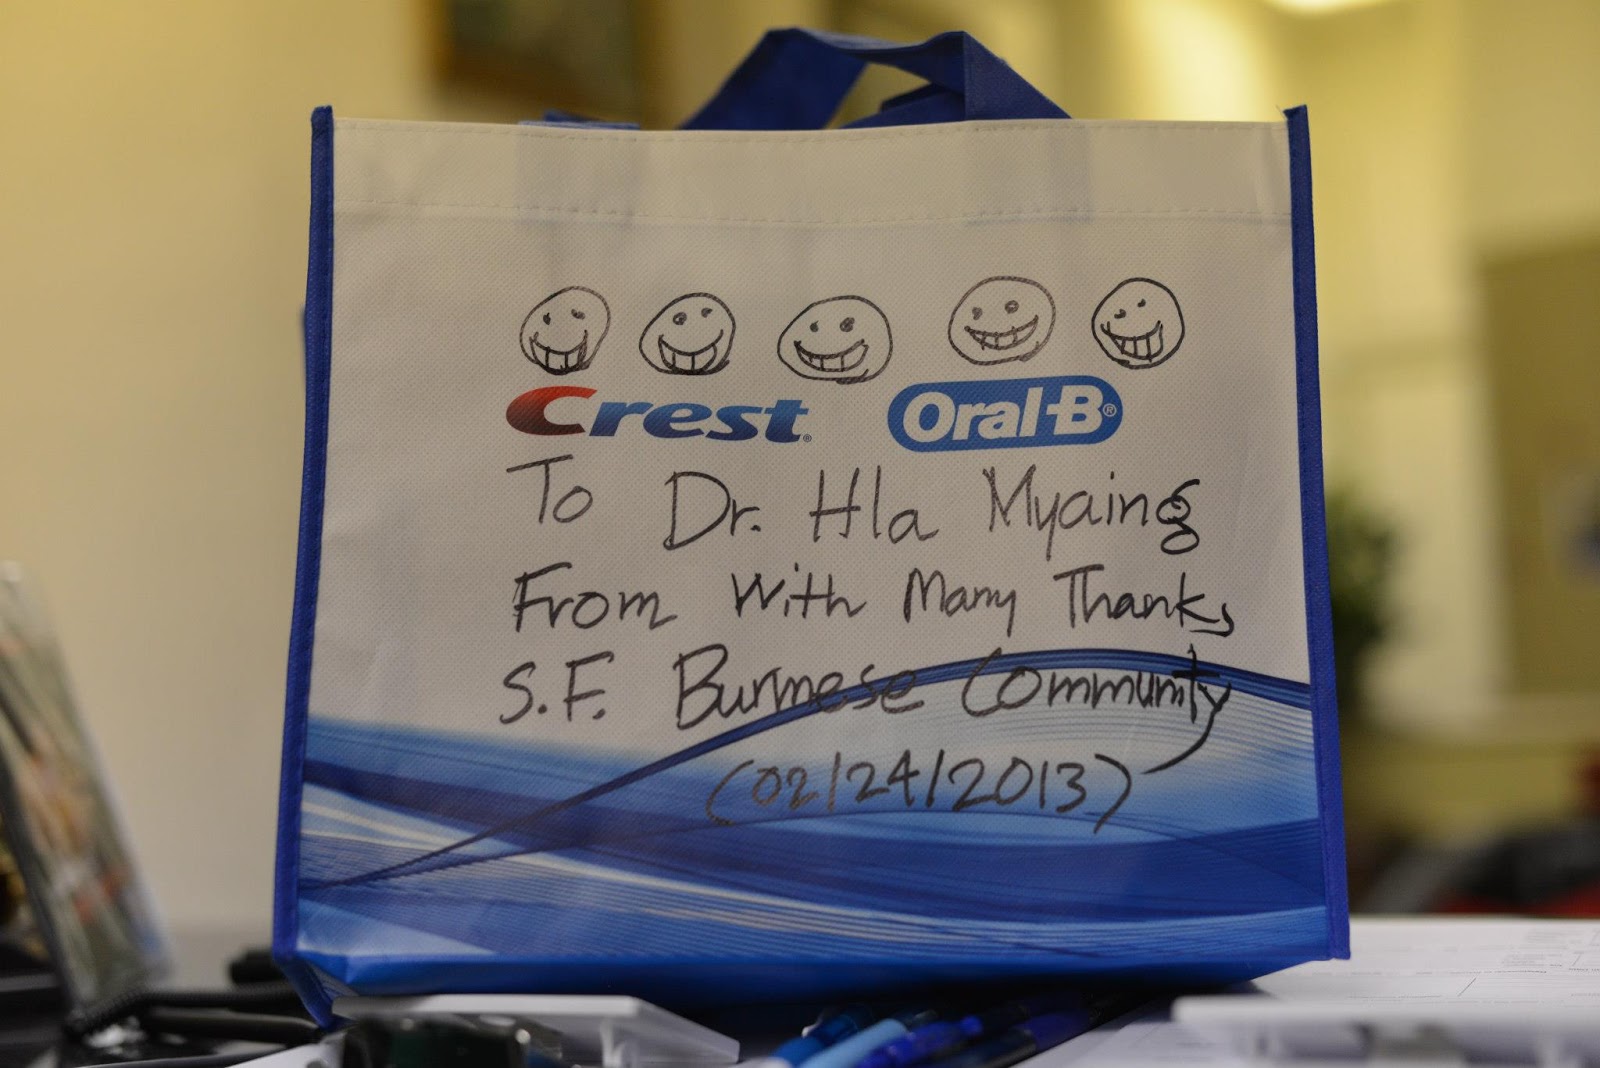 Crest® Oral-B®
To Dr. Hla Myaing
From With Many Thanks,
S.F. Burmese Community
(02/24/2013)